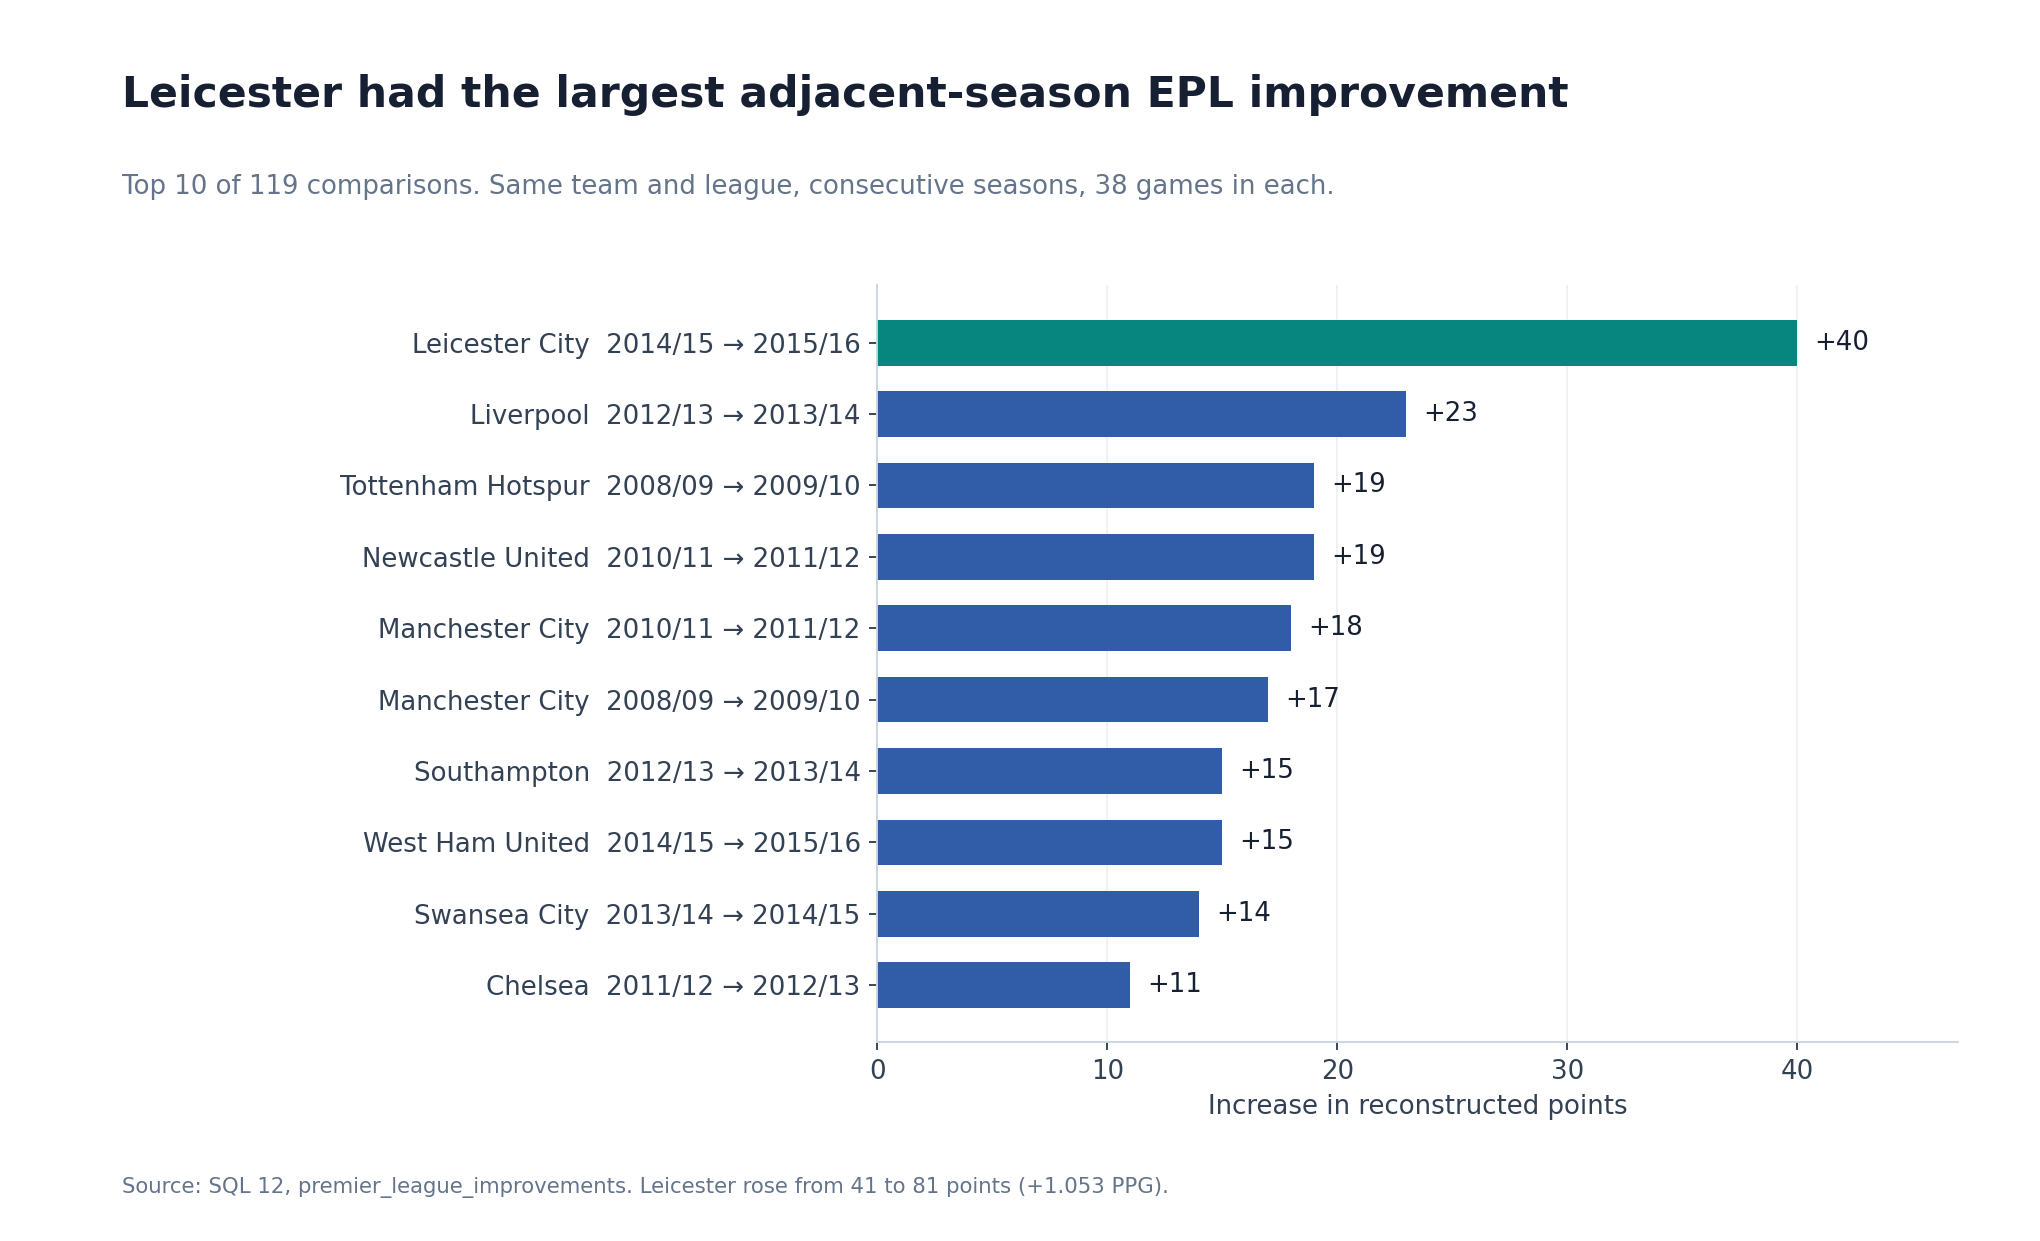 Leicester had the largest adjacent-season EPL improvement
Top 10 of 119 comparisons. Same team and league, consecutive seasons, 38 games in each.
Leicester City 2014/15 → 2015/16 +40
Liverpool 2012/13 → 2013/14 +23
Tottenham Hotspur 2008/09 → 2009/10 +19
Newcastle United 2010/11 → 2011/12 +19
Manchester City 2010/11 → 2011/12 +18
Manchester City 2008/09 → 2009/10 +17
Southampton 2012/13 → 2013/14 +15
West Ham United 2014/15 → 2015/16 +15
Swansea City 2013/14 → 2014/15 +14
Chelsea 2011/12 → 2012/13 +11
0 10 20 30 40
Increase in reconstructed points
Source: SQL 12, premier_league_improvements. Leicester rose from 41 to 81 points (+1.053 PPG).